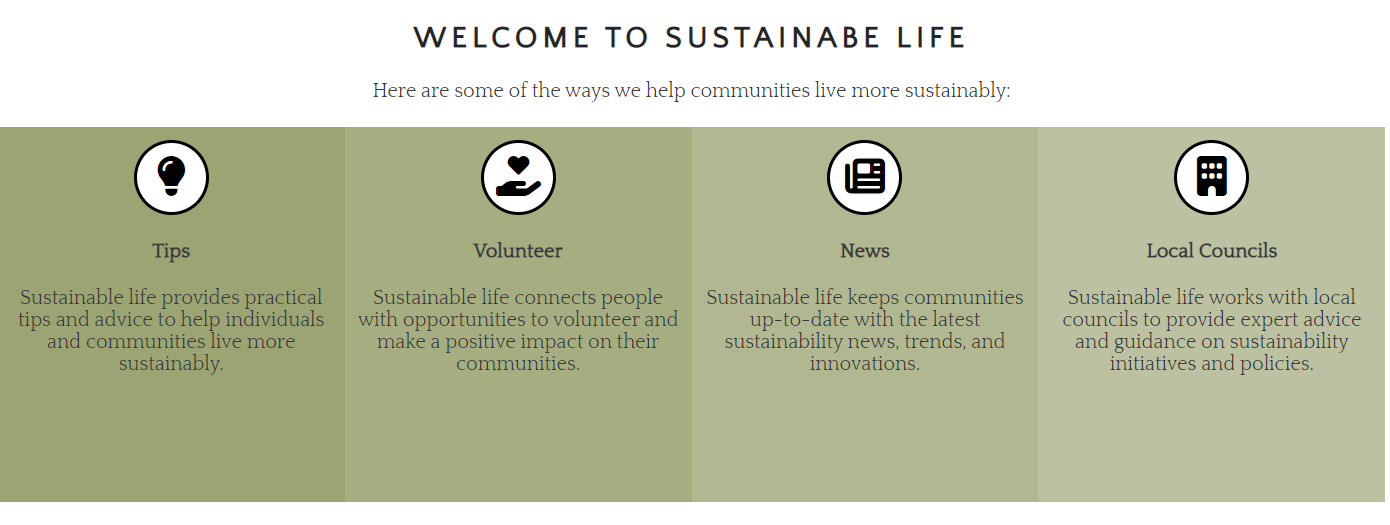 WELCOME TO SUSTAINABE LIFE
Here are some of the ways we help communities live more sustainably:
Tips
Sustainable life provides practical
tips and advice to help individuals
and communities live more
sustainably.
Volunteer
Sustainable life connects people
with opportunities to volunteer and
make a positive impact on their
communities.
News
Sustainable life keeps communities
up-to-date with the latest
sustainability news, trends, and
innovations.
Local Councils
Sustainable life works with local
councils to provide expert advice
and guidance on sustainability
initiatives and policies.